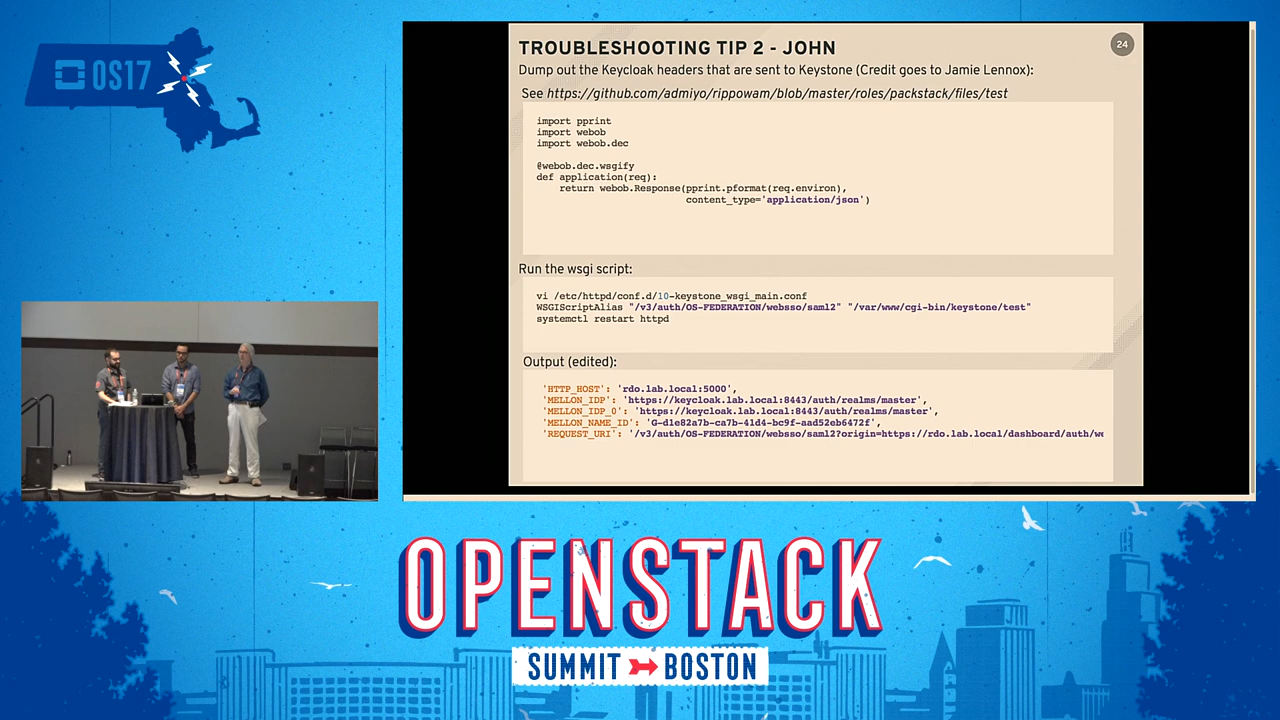 OS17
TROUBLESHOOTING TIP 2 - JOHN
24
Dump out the Keycloak headers that are sent to Keystone (Credit goes to Jamie Lennox):
See https://github.com/admiyo/rippowam/blob/master/roles/packstack/files/test
import pprint
import webob
import webob.dec
@webob.dec.wsgify
def application(req):
    return webob.Response(pprint.pformat(req.environ),
                          content_type='application/json')
Run the wsgi script:
vi /etc/httpd/conf.d/10-keystone_wsgi_main.conf
WSGIScriptAlias "/v3/auth/OS-FEDERATION/websso/saml2" "/var/www/cgi-bin/keystone/test"
systemctl restart httpd
Output (edited):
'HTTP_HOST': 'rdo.lab.local:5000',
'MELLON_IDP': 'https://keycloak.lab.local:8443/auth/realms/master',
'MELLON_IDP_0': 'https://keycloak.lab.local:8443/auth/realms/master',
'MELLON_NAME_ID': 'G-d1e82a7b-ca7b-41d4-bc9f-aad52eb6472f',
'REQUEST_URI': '/v3/auth/OS-FEDERATION/websso/saml2?origin=https://rdo.lab.local/dashboard/auth/we
OPENSTACK
SUMMIT BOSTON